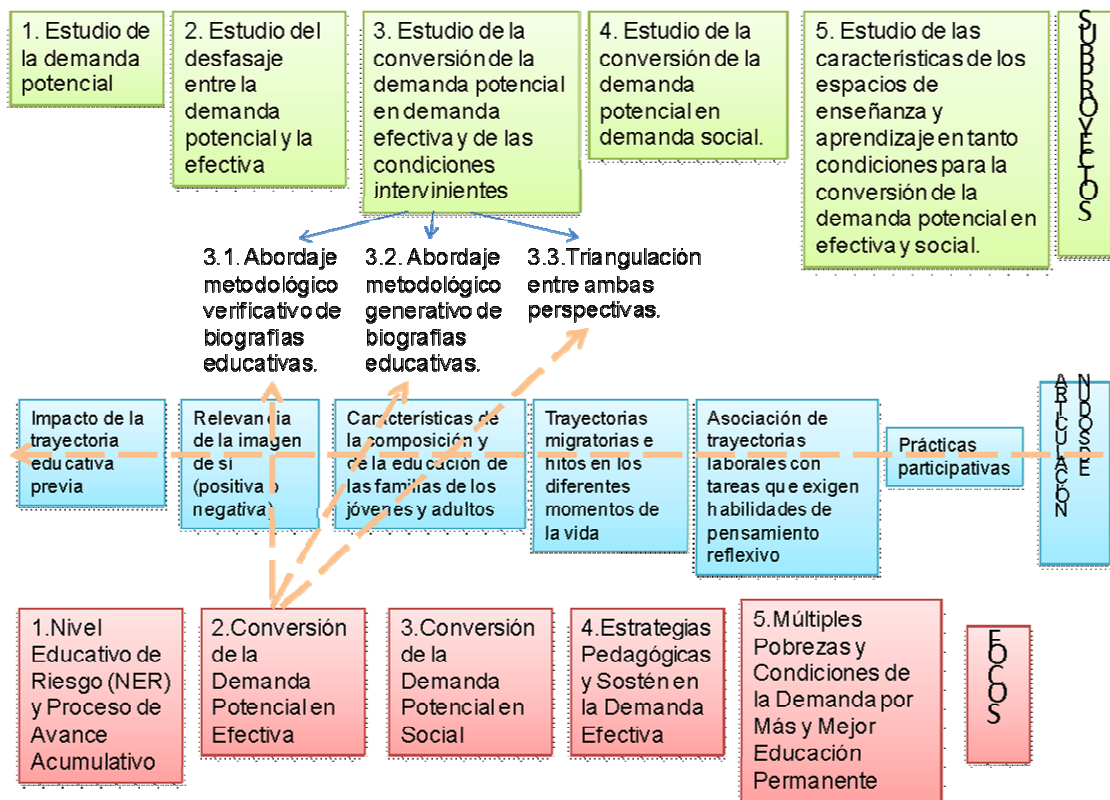 1. Estudio de
la demanda
potencial
2. Estudio del
desfasaje
entre la
demanda
potencial y la
efectiva
3. Estudio de la
conversión de la
demanda potencial
en demanda
efectiva y de las
condiciones
intervinientes
4. Estudio de la
conversión de la
demanda
potencial en
demanda social.
5. Estudio de las
características de los
espacios de
enseñanza y
aprendizaje en tanto
condiciones para la
conversión de la
demanda potencial en
efectiva y social.
SUBPROYECTOS
3.1. Abordaje
metodológico
verificativo de
biografías
educativas.
3.2. Abordaje
metodológico
generativo de
biografías
educativas.
3.3.Triangulación
entre ambas
perspectivas.
Impacto de la
trayectoria
educativa
previa
Relevancia
de la imagen
de sí
(positiva o
negativa)
Características de
la composición y
de la educación de
las familias de los
jóvenes y adultos
Trayectorias
migratorias e
hitos en los
diferentes
momentos de
la vida
Asociación de
trayectorias
laborales con
tareas que exigen
habilidades de
pensamiento
reflexivo
Prácticas
participativas
NUDOS DE
ARTICULACIÓN
1.Nivel
Educativo de
Riesgo (NER)
y Proceso de
Avance
Acumulativo
2.Conversión
de la
Demanda
Potencial en
Efectiva
3.Conversión
de la
Demanda
Potencial en
Social
4.Estrategias
Pedagógicas
y Sostén en
la Demanda
Efectiva
5.Múltiples
Pobrezas y
Condiciones de
la Demanda por
Más y Mejor
Educación
Permanente
FOCOS